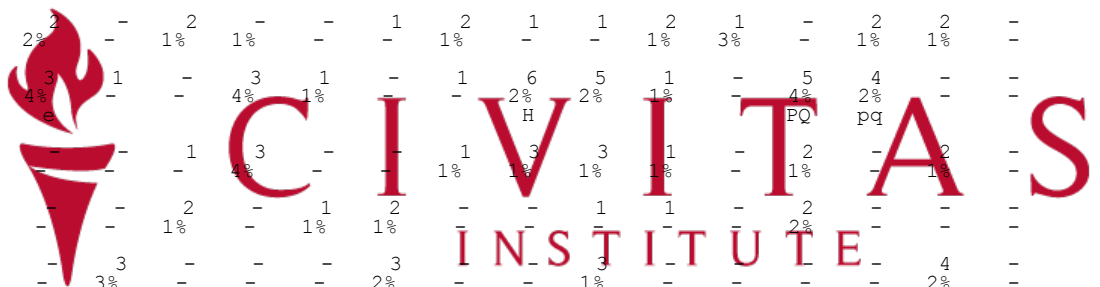 2 - 2 - - 1 2 1 1 2 1 - 2 2 -
2% - 1% 1% - - 1% - - 1% 3% - 1% 1% -
3 1 - 3 1 - 1 6 5 1 - 5 4 - -
4% - - 4% 1% - - 2% 2% 1% - 4% 2% - -
e H PQ pq
CIVITAS
- - 1 3 - - 1 3 3 1 - 2 - 2 -
- - - 4% - - 1% 1% 1% 1% - 1% - 1% -
- - 2 - 1 2 - - 1 1 - 2 - - -
- - 1% - 1% 1% - - - - - 2% - - -
INSTITUTE
- 3 - - - 3 - - 3 - - - - 4 -
- 3% - - - 2% - - 1% - - - - 2% -